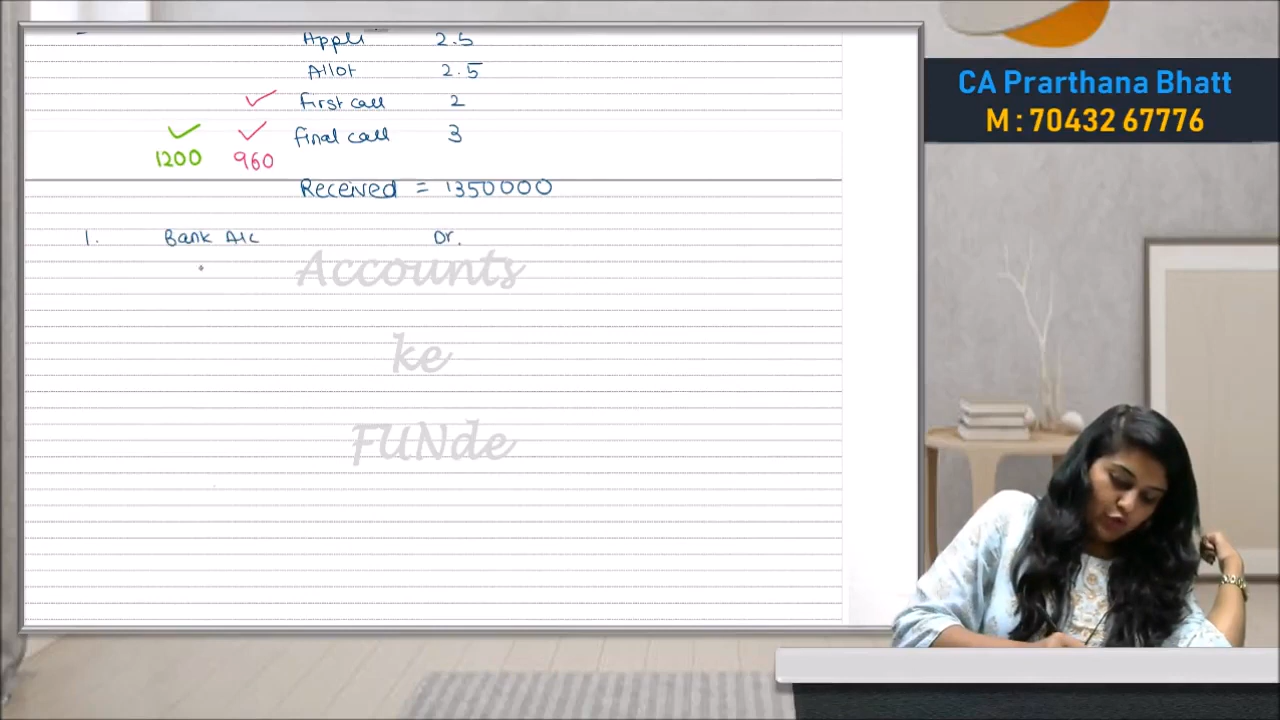 Appli 2.5
Allot 2.5
✓ First call 2
✓ ✓ final call 3
1200 960
Received = 1350000
1. Bank A/c Dr.
Accounts
ke
FUNde
CA Prarthana Bhatt
M : 70432 67776